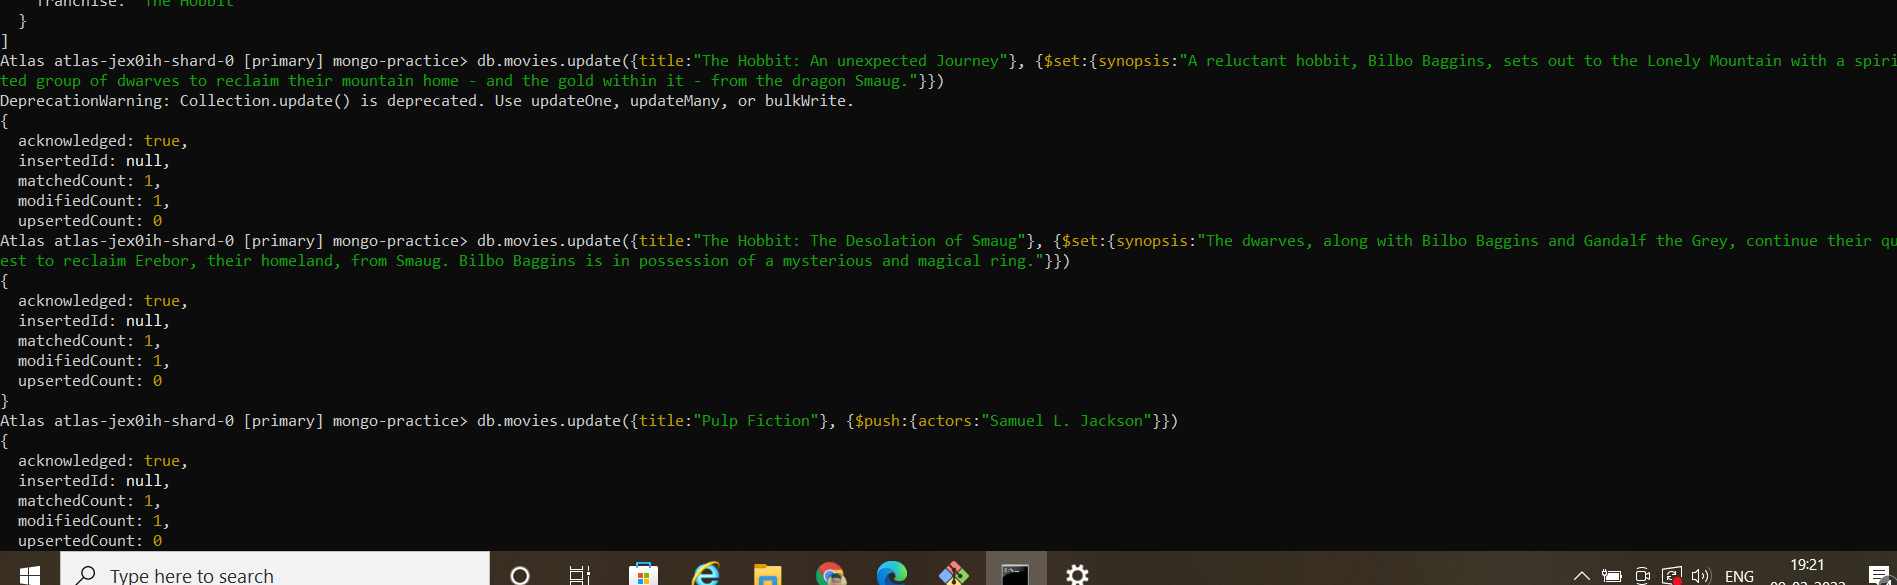 franchise: 'The Hobbit'
  }
]
Atlas atlas-jex0ih-shard-0 [primary] mongo-practice> db.movies.update({title:"The Hobbit: An unexpected Journey"}, {$set:{synopsis:"A reluctant hobbit, Bilbo Baggins, sets out to the Lonely Mountain with a spiri
ted group of dwarves to reclaim their mountain home - and the gold within it - from the dragon Smaug."}})
DeprecationWarning: Collection.update() is deprecated. Use updateOne, updateMany, or bulkWrite.
{
  acknowledged: true,
  insertedId: null,
  matchedCount: 1,
  modifiedCount: 1,
  upsertedCount: 0
Atlas atlas-jex0ih-shard-0 [primary] mongo-practice> db.movies.update({title:"The Hobbit: The Desolation of Smaug"}, {$set:{synopsis:"The dwarves, along with Bilbo Baggins and Gandalf the Grey, continue their qu
est to reclaim Erebor, their homeland, from Smaug. Bilbo Baggins is in possession of a mysterious and magical ring."}})
{
  acknowledged: true,
  insertedId: null,
  matchedCount: 1,
  modifiedCount: 1,
  upsertedCount: 0
}
Atlas atlas-jex0ih-shard-0 [primary] mongo-practice> db.movies.update({title:"Pulp Fiction"}, {$push:{actors:"Samuel L. Jackson"}})
{
  acknowledged: true,
  insertedId: null,
  matchedCount: 1,
  modifiedCount: 1,
  upsertedCount: 0
Type here to search
ENG
19:21